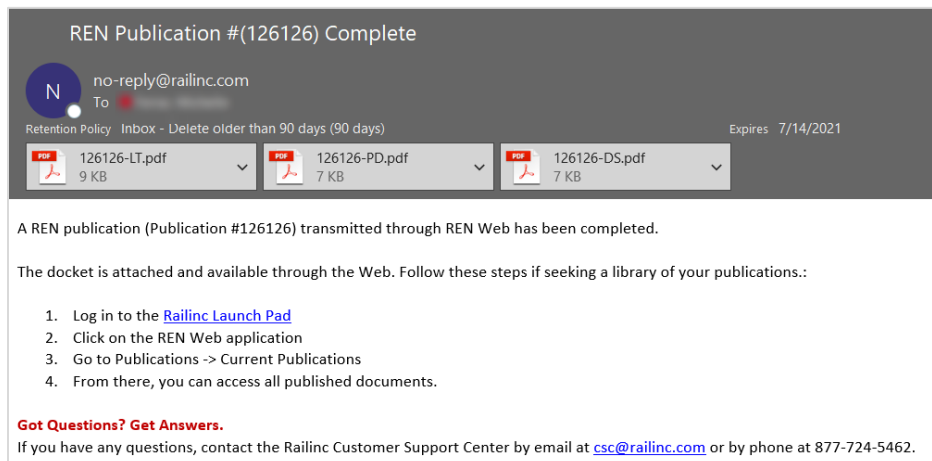 REN Publication #(126126) Complete
N
no-reply@railinc.com
To
Retention Policy Inbox - Delete older than 90 days (90 days) Expires 7/14/2021
PDF 126126-LT.pdf
9 KB
PDF 126126-PD.pdf
7 KB
PDF 126126-DS.pdf
7 KB
A REN publication (Publication #126126) transmitted through REN Web has been completed.
The docket is attached and available through the Web. Follow these steps if seeking a library of your publications.:
1. Log in to the Railinc Launch Pad
2. Click on the REN Web application
3. Go to Publications -> Current Publications
4. From there, you can access all published documents.
Got Questions? Get Answers.
If you have any questions, contact the Railinc Customer Support Center by email at csc@railinc.com or by phone at 877-724-5462.